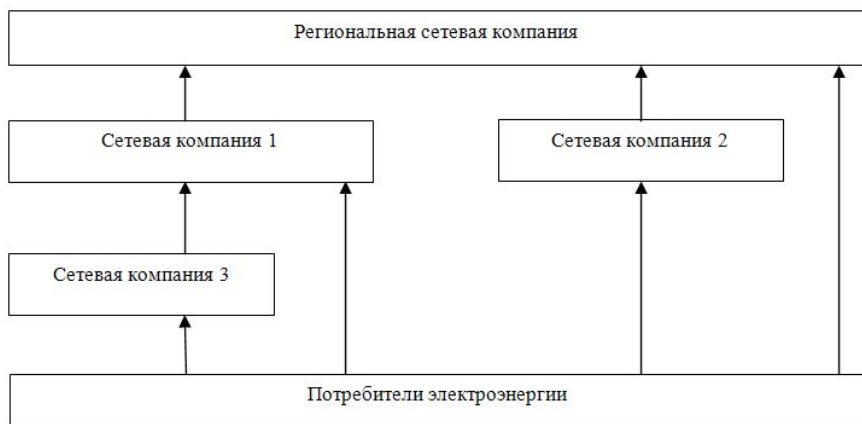 Региональная сетевая компания
Сетевая компания 1
Сетевая компания 2
Сетевая компания 3
Потребители электроэнергии